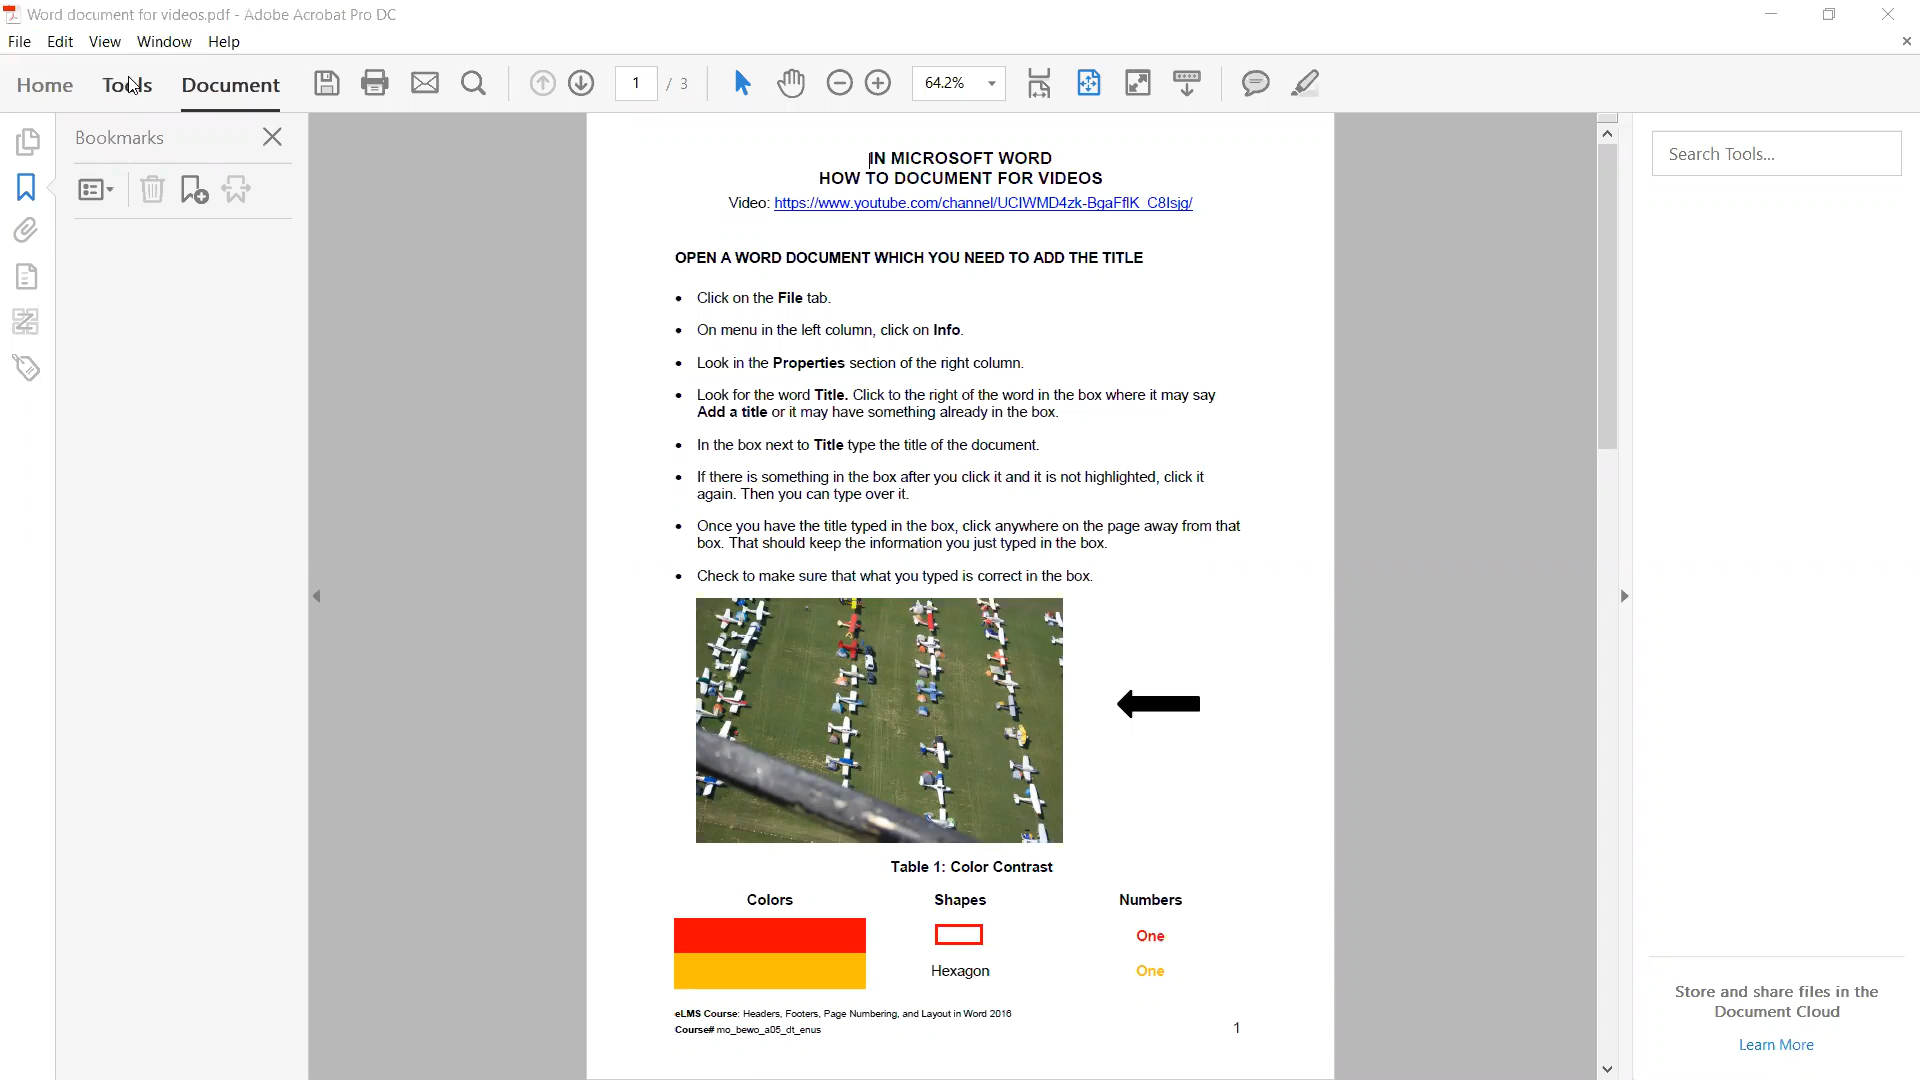 Word document for videos.pdf - Adobe Acrobat Pro DC
File Edit View Window Help
Home Tools Document 1 / 3 64.2%
Bookmarks
Search Tools...
IN MICROSOFT WORD
HOW TO DOCUMENT FOR VIDEOS
Video: https://www.youtube.com/channel/UCIWMD4zk-BgaFflK_C8Isjg/
OPEN A WORD DOCUMENT WHICH YOU NEED TO ADD THE TITLE
• Click on the File tab.
• On menu in the left column, click on Info.
• Look in the Properties section of the right column.
• Look for the word Title. Click to the right of the word in the box where it may say
Add a title or it may have something already in the box.
• In the box next to Title type the title of the document.
• If there is something in the box after you click it and it is not highlighted, click it
again. Then you can type over it.
• Once you have the title typed in the box, click anywhere on the page away from that
box. That should keep the information you just typed in the box.
• Check to make sure that what you typed is correct in the box.
Table 1: Color Contrast
Colors Shapes Numbers
One
Hexagon One
eLMS Course: Headers, Footers, Page Numbering, and Layout in Word 2016
Course# mo_bewo_a05_dt_enus
1
Store and share files in the
Document Cloud
Learn More